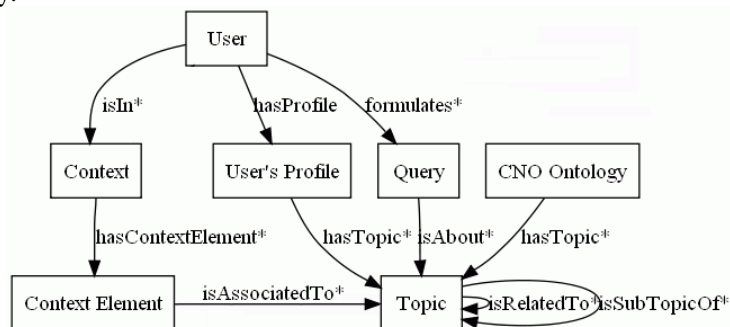 y.
User
isIn*
hasProfile
formulates*
Context
User's Profile
Query
CNO Ontology
hasContextElement*
hasTopic*
isAbout*
hasTopic*
Context Element
isAssociatedTo*
Topic
isRelatedTo*
isSubTopicOf*